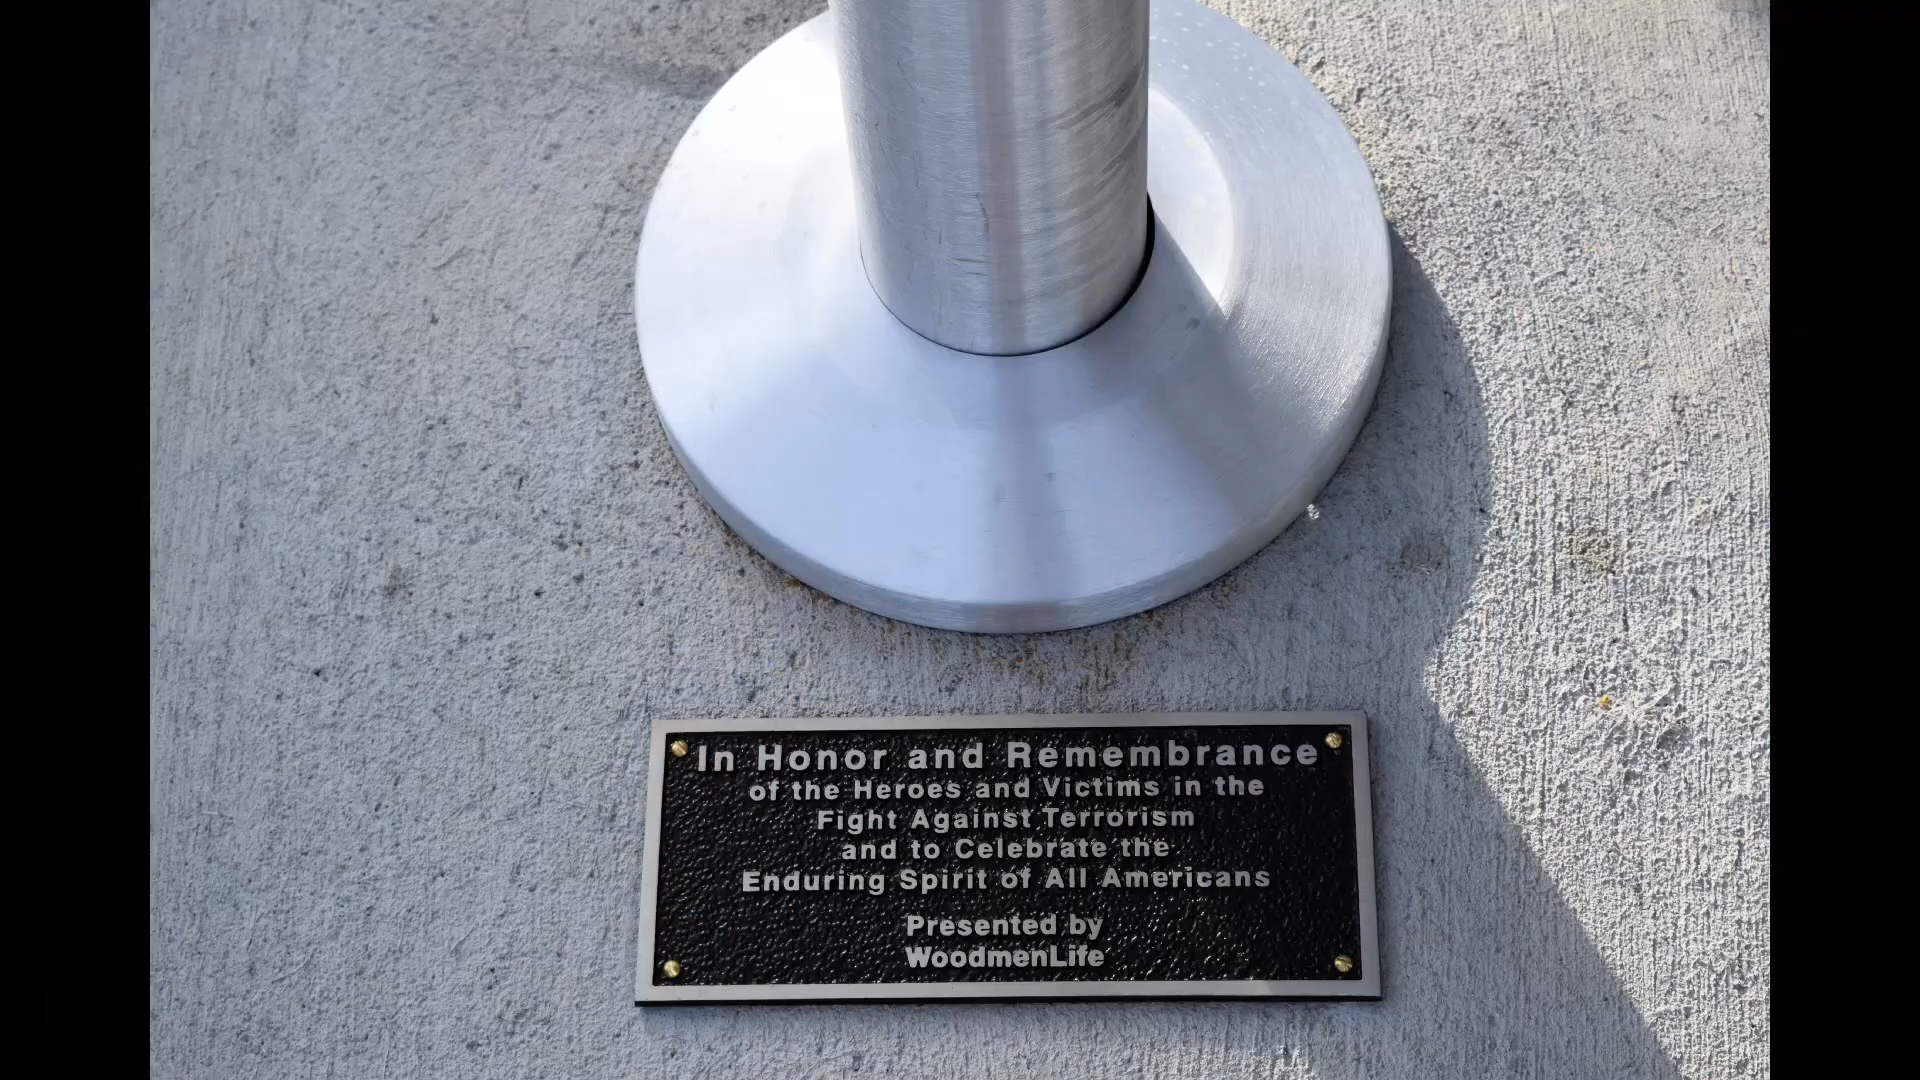 In Honor and Remembrance
of the Heroes and Victims in the
Fight Against Terrorism
and to Celebrate the
Enduring Spirit of All Americans
Presented by
WoodmenLife